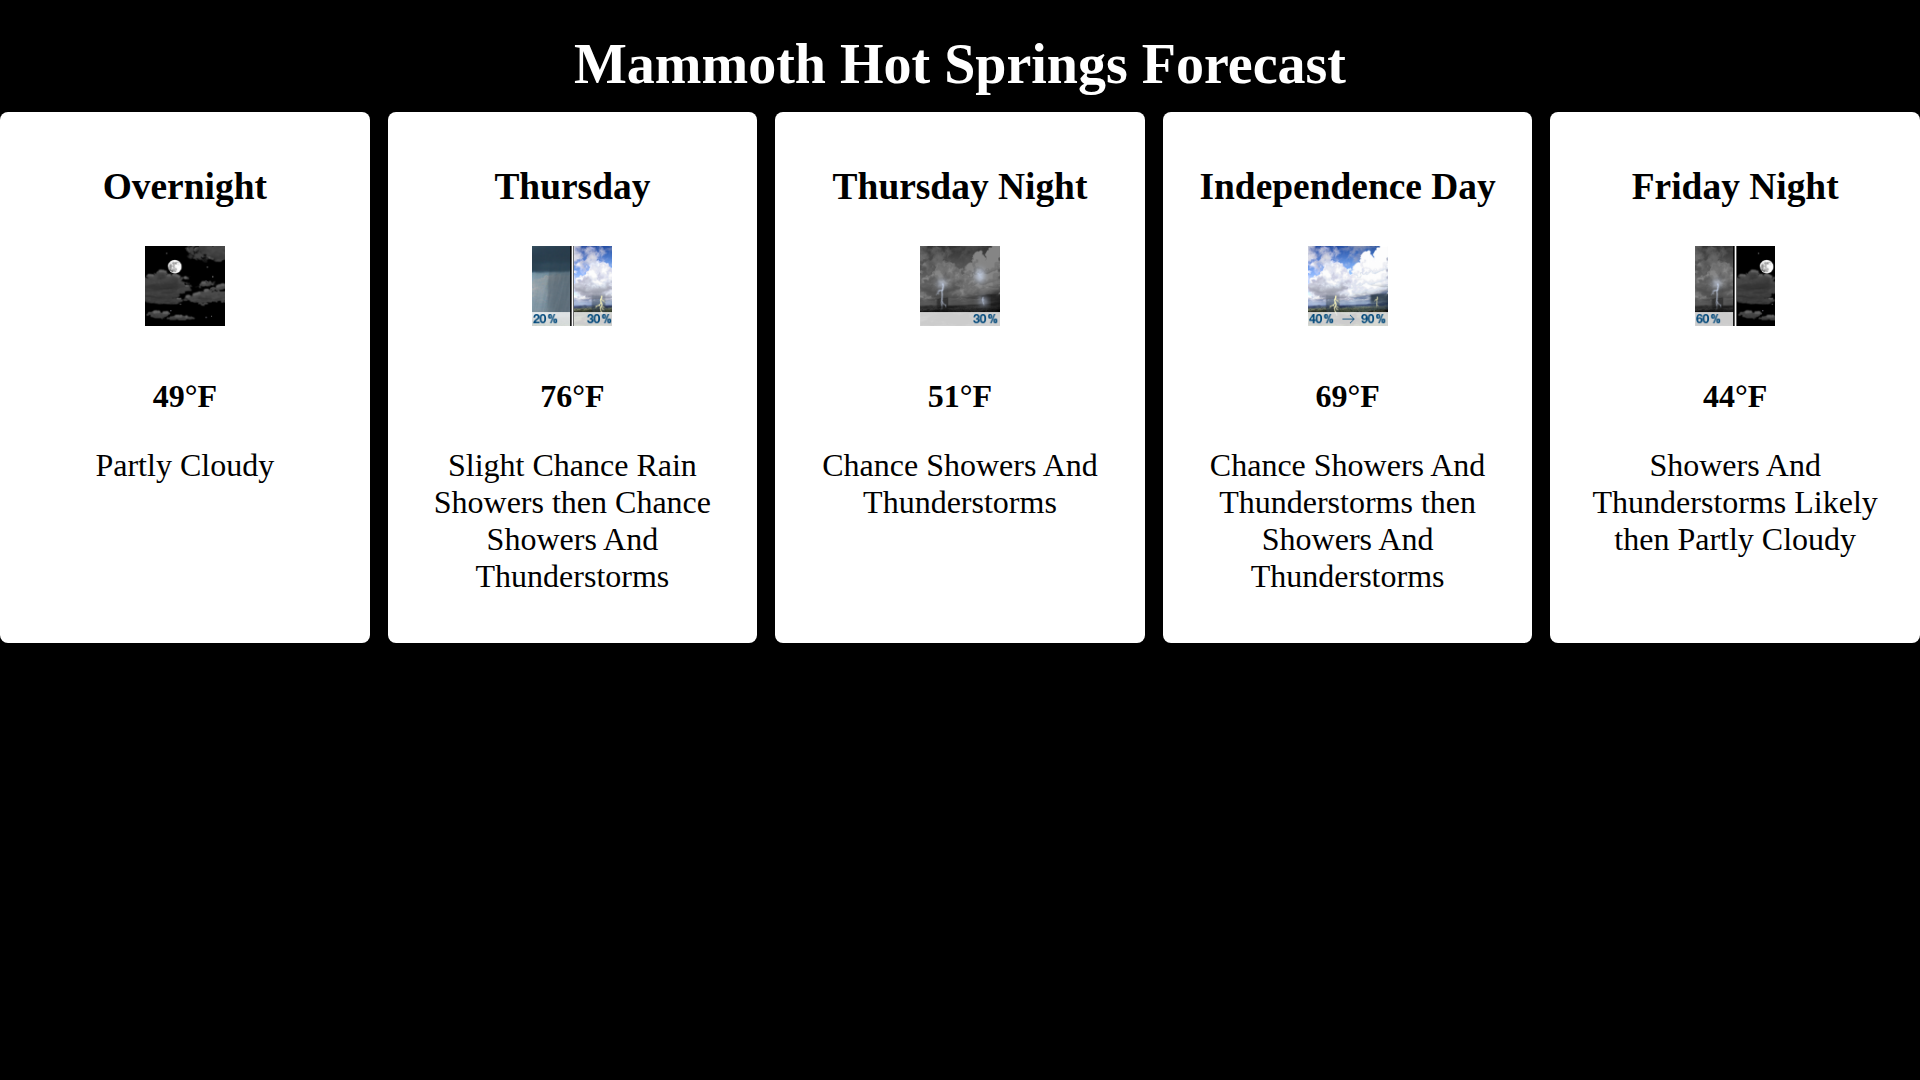 Mammoth Hot Springs Forecast
Overnight
49°F
Partly Cloudy
Thursday
20% 30%
76°F
Slight Chance Rain
Showers then Chance
Showers And
Thunderstorms
Thursday Night
30%
51°F
Chance Showers And
Thunderstorms
Independence Day
40% → 90%
69°F
Chance Showers And
Thunderstorms then
Showers And
Thunderstorms
Friday Night
60%
44°F
Showers And
Thunderstorms Likely
then Partly Cloudy